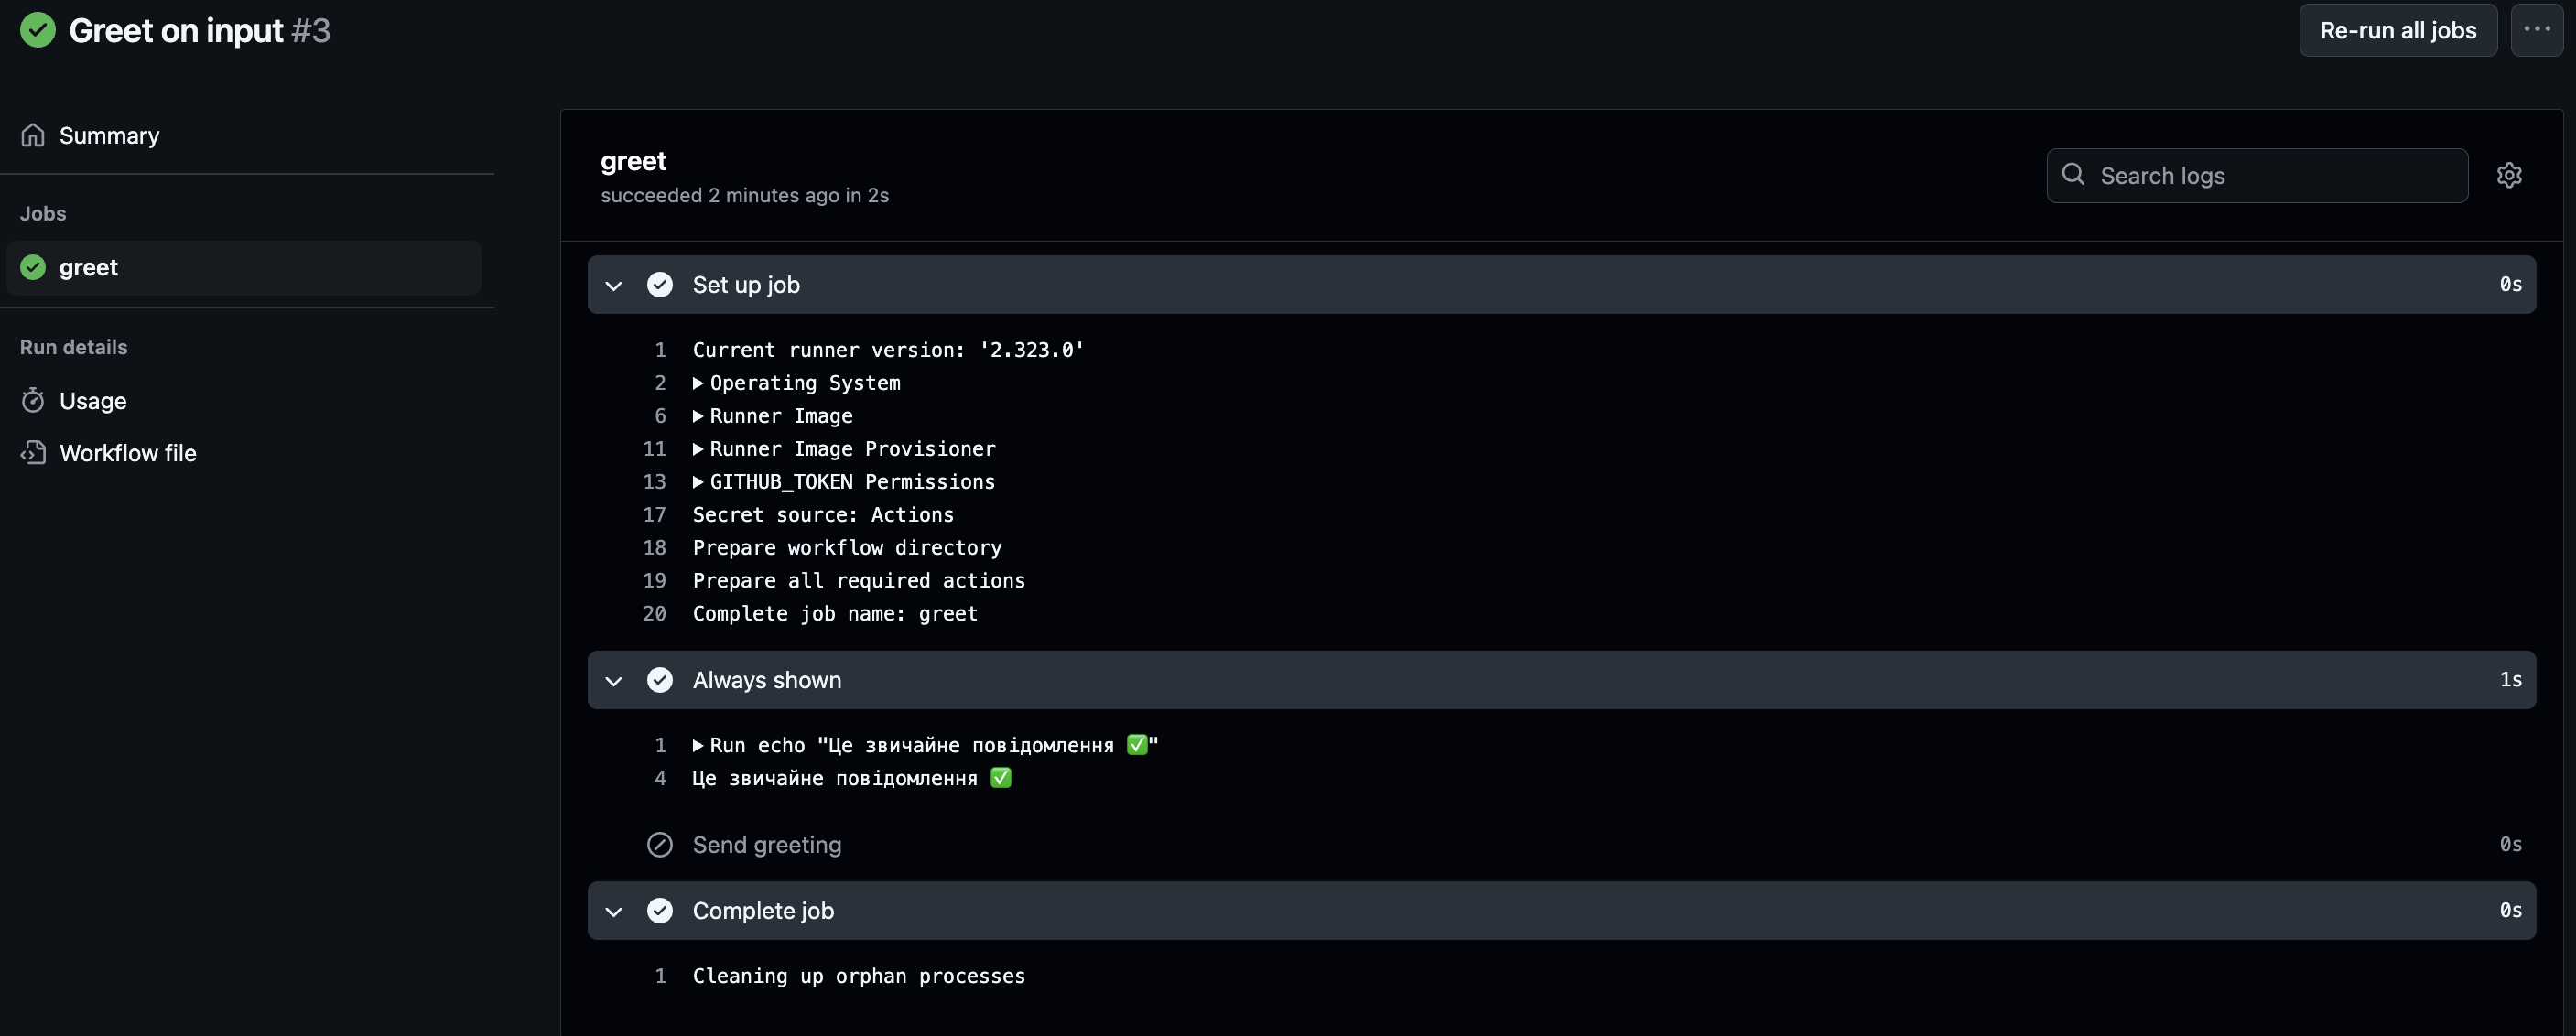 Greet on input #3
Re-run all jobs
Summary
Jobs
greet
Run details
Usage
Workflow file
greet
succeeded 2 minutes ago in 2s
Search logs
Set up job 0s
1 Current runner version: '2.323.0'
2 ▶ Operating System
6 ▶ Runner Image
11 ▶ Runner Image Provisioner
13 ▶ GITHUB_TOKEN Permissions
17 Secret source: Actions
18 Prepare workflow directory
19 Prepare all required actions
20 Complete job name: greet
Always shown 1s
1 ▶ Run echo "Це звичайне повідомлення ✅"
4 Це звичайне повідомлення ✅
Send greeting 0s
Complete job 0s
1 Cleaning up orphan processes